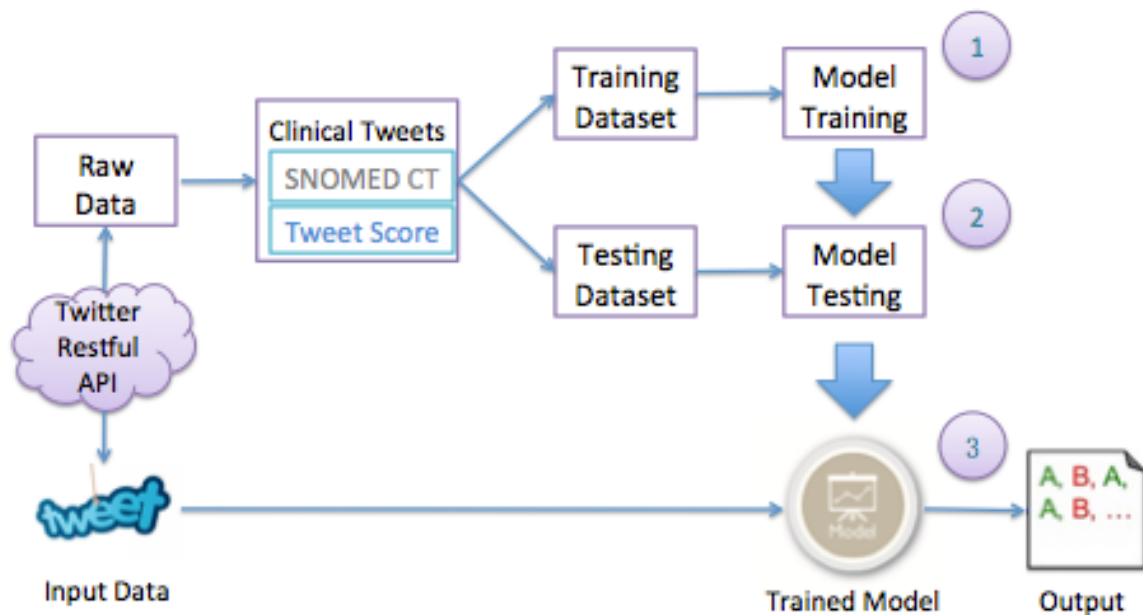 1
Training
Dataset
Model
Training
Clinical Tweets
SNOMED CT
Tweet Score
Raw
Data
2
Testing
Dataset
Model
Testing
Twitter
Restful
API
3
tweet
Model
A, B, A,
A, B, ...
Input Data
Trained Model
Output